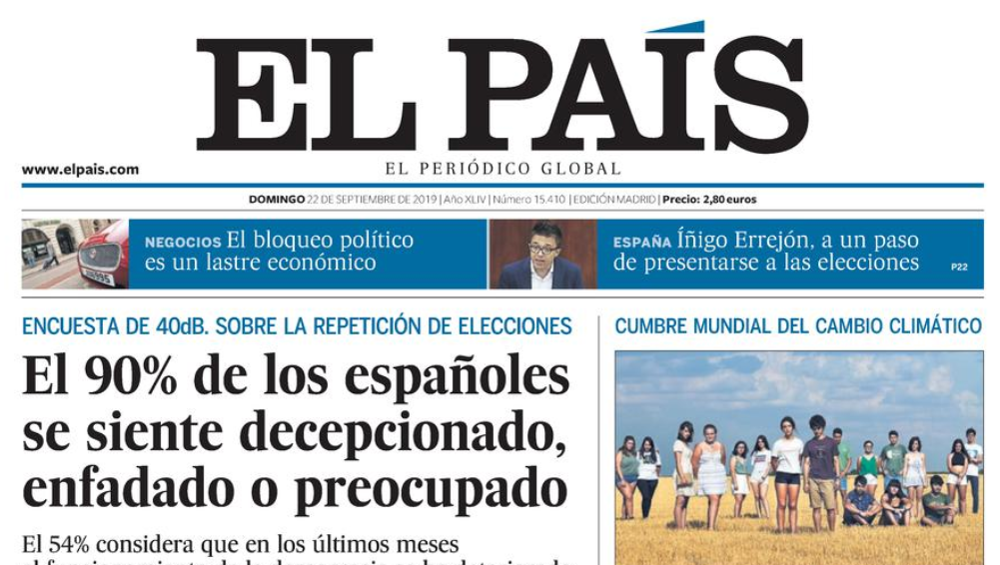 EL PAÍS
www.elpais.com
EL PERIÓDICO GLOBAL
DOMINGO 22 DE SEPTIEMBRE DE 2019 | Año XLIV | Número 15.410 | EDICIÓN MADRID | Precio: 2,80 euros
NEGOCIOS El bloqueo político
es un lastre económico
ESPAÑA Íñigo Errejón, a un paso
de presentarse a las elecciones P22
ENCUESTA DE 40dB. SOBRE LA REPETICIÓN DE ELECCIONES
El 90% de los españoles
se siente decepcionado,
enfadado o preocupado
El 54% considera que en los últimos meses
CUMBRE MUNDIAL DEL CAMBIO CLIMÁTICO